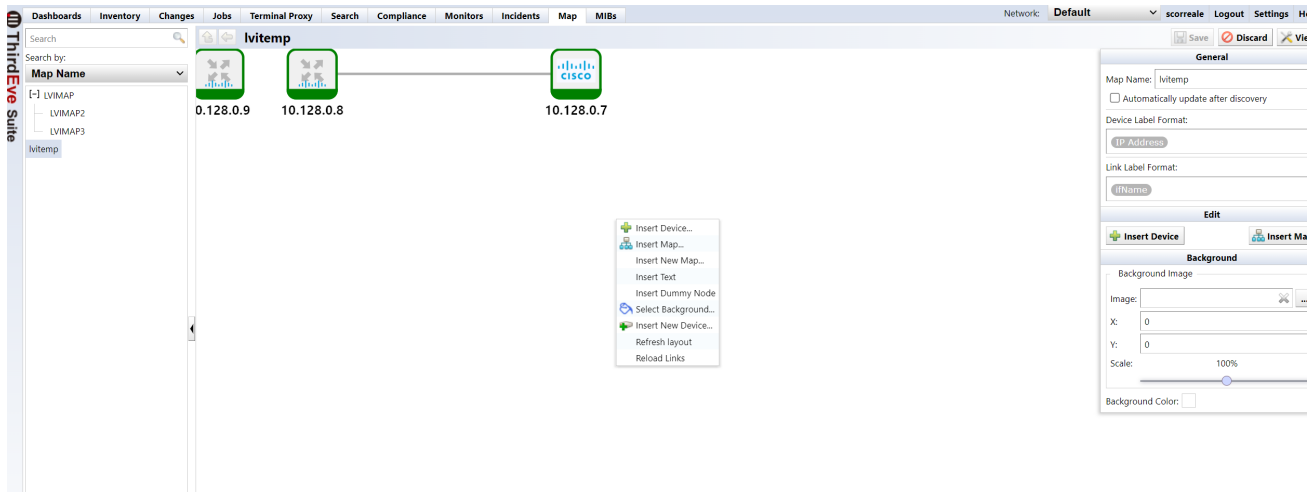 ThirdEye Suite
Dashboards Inventory Changes Jobs Terminal Proxy Search Compliance Monitors Incidents Map MIBs
Network: Default scorreale Logout Settings He
Search
Search by:
Map Name
[-] LVIMAP
LVIMAP2
LVIMAP3
lvitemp
lvitemp
Save Discard Vie
CISCO
0.128.0.9 10.128.0.8 10.128.0.7
Insert Device...
Insert Map...
Insert New Map...
Insert Text
Insert Dummy Node
Select Background...
Insert New Device...
Refresh layout
Reload Links
General
Map Name: lvitemp
Automatically update after discovery
Device Label Format:
IP Address
Link Label Format:
ifName
Edit
Insert Device Insert Ma
Background
Background Image
Image: ...
X: 0
Y: 0
Scale: 100%
Background Color: